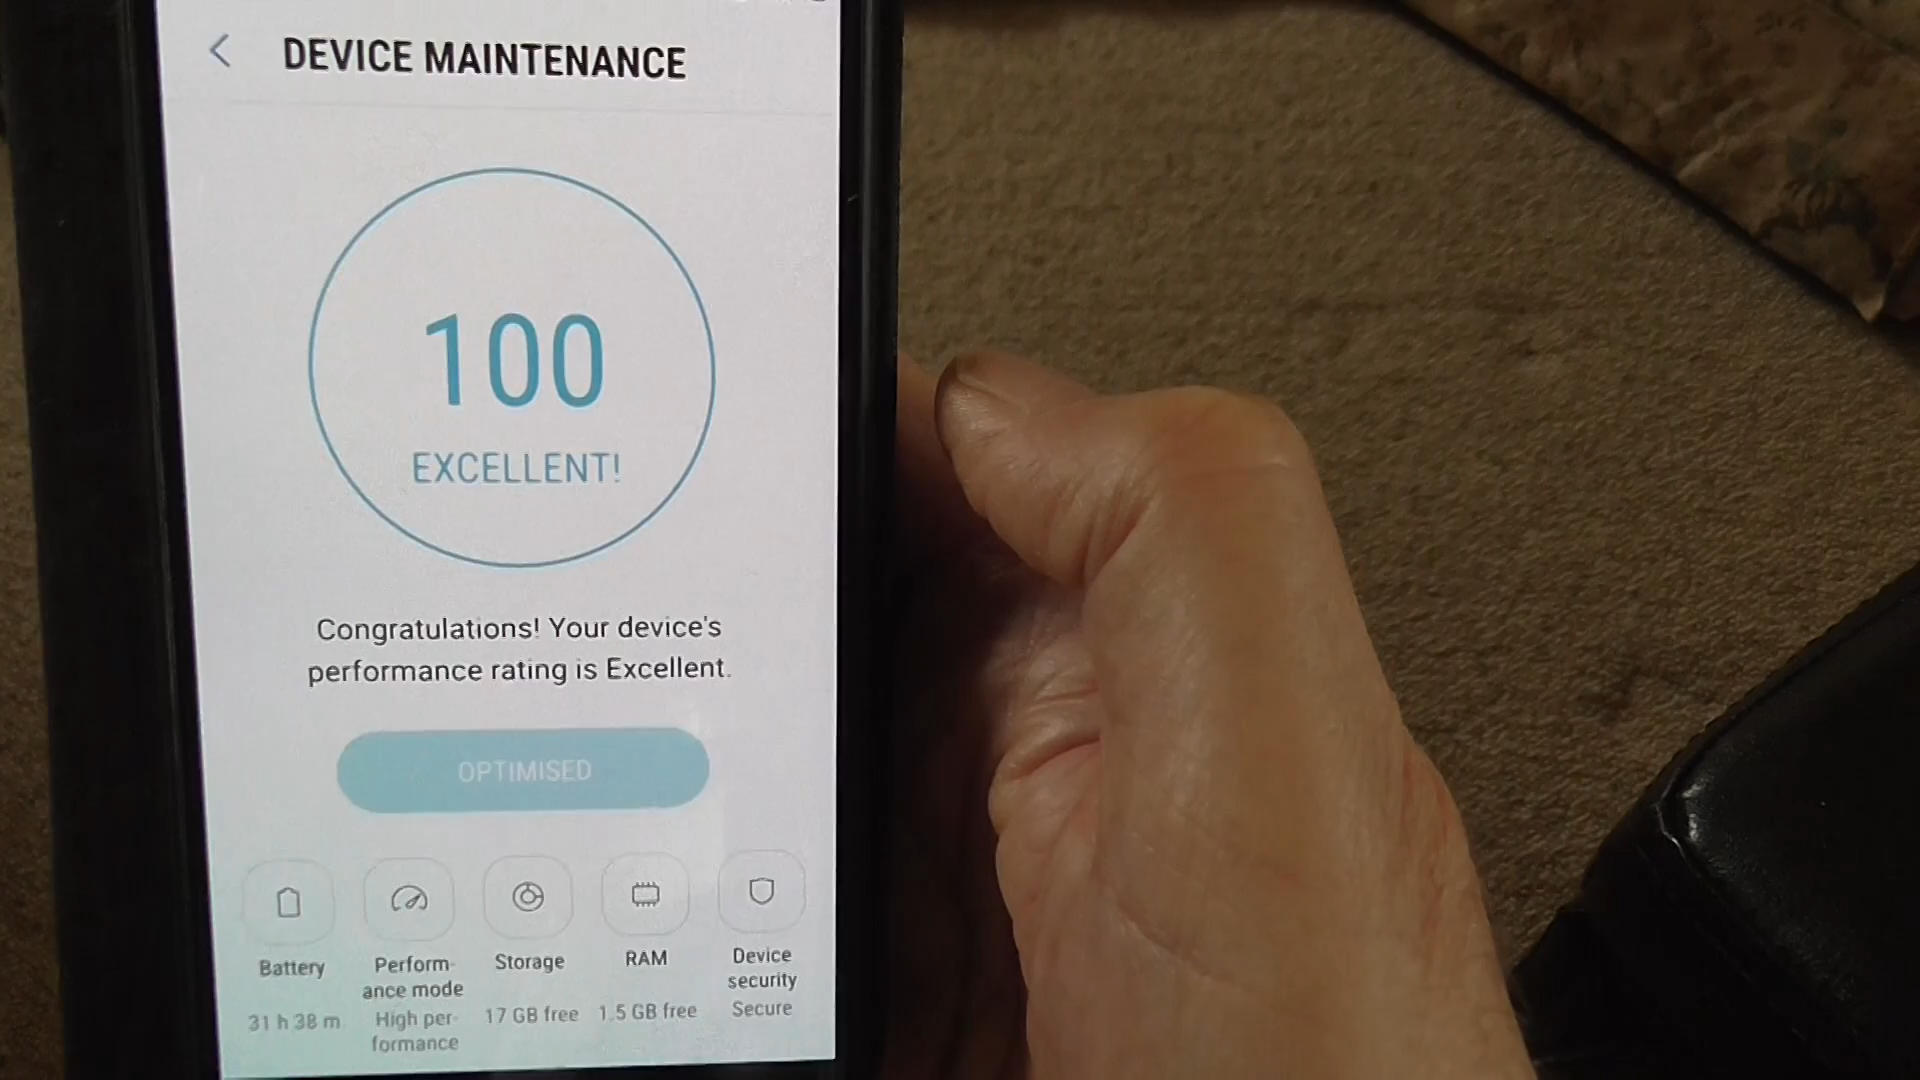 DEVICE MAINTENANCE
100
EXCELLENT!
Congratulations! Your device's
performance rating is Excellent.
OPTIMISED
Battery
31 h 38 m
Perform-
ance mode
High per-
formance
Storage
17 GB free
RAM
1.5 GB free
Device
security
Secure